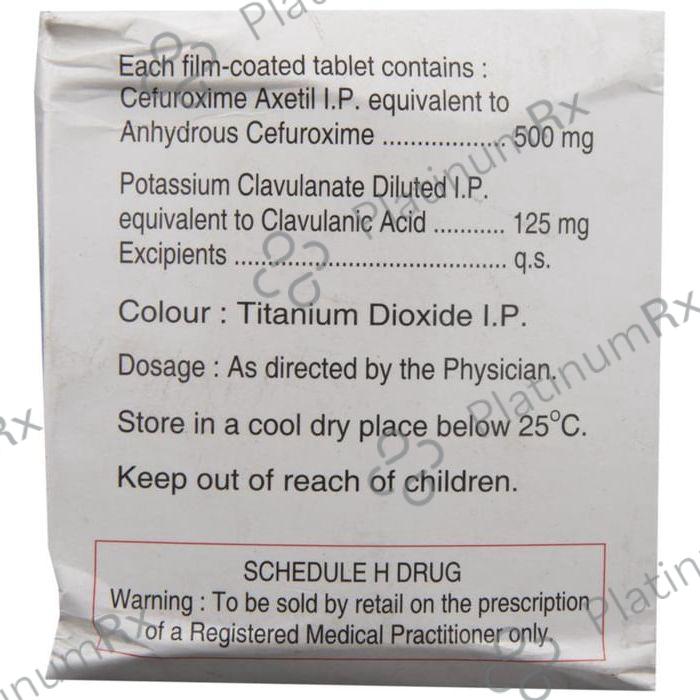 Each film-coated tablet contains :
Cefuroxime Axetil I.P. equivalent to
Anhydrous Cefuroxime .................. 500 mg
Potassium Clavulanate Diluted I.P.
equivalent to Clavulanic Acid ........... 125 mg
Excipients ......................................... q.s.
Colour : Titanium Dioxide I.P.
Dosage : As directed by the Physician.
Store in a cool dry place below 25°C.
Keep out of reach of children.
SCHEDULE H DRUG
Warning : To be sold by retail on the prescription
of a Registered Medical Practitioner only.
PlatinumRx
PlatinumRx
PlatinumRx